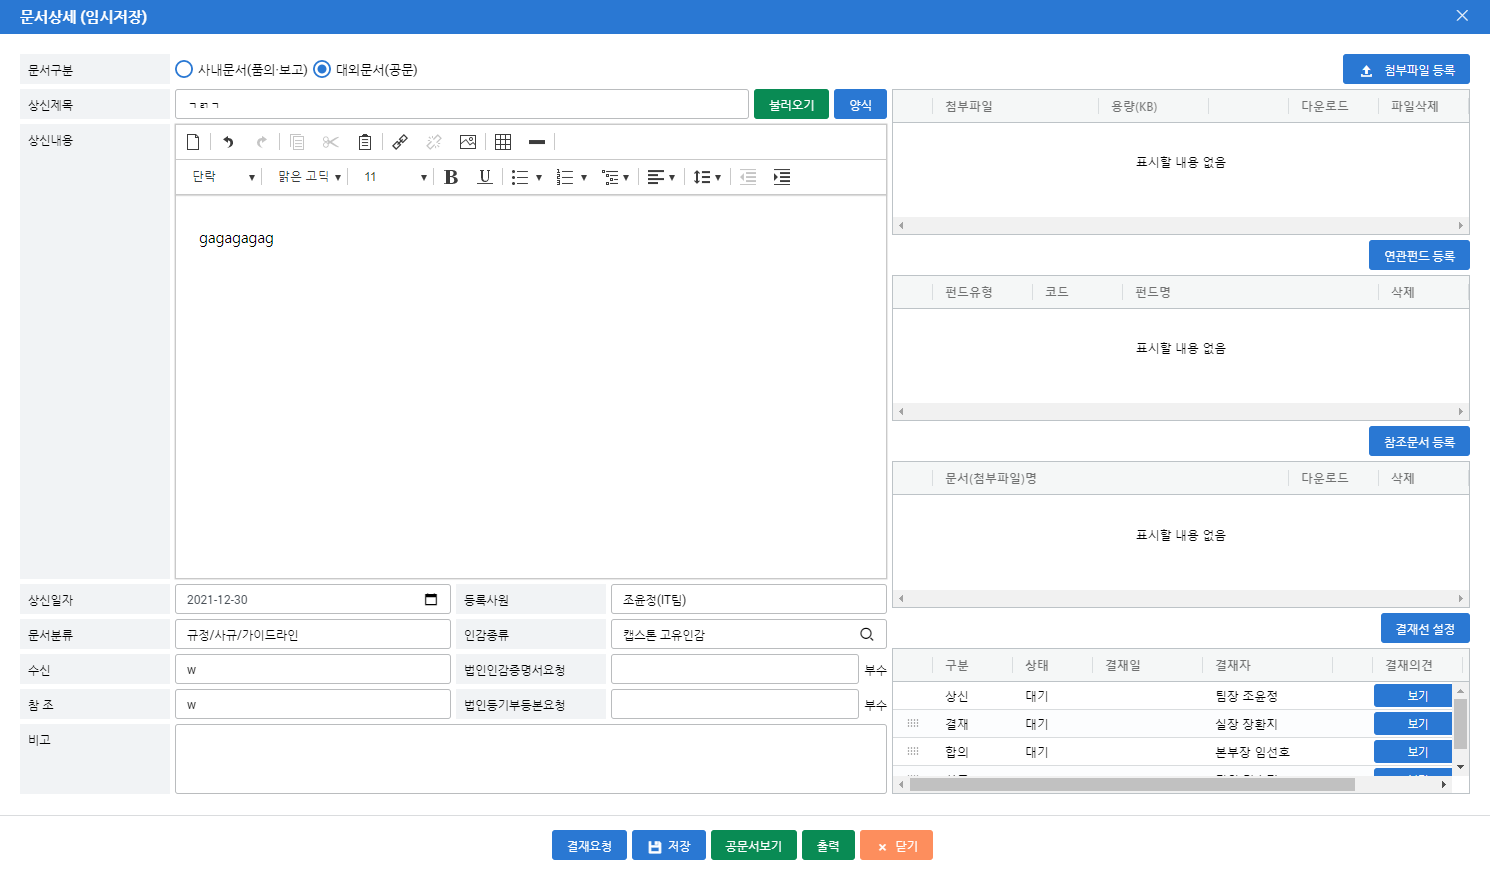 문서상세 (임시저장)
문서구분
사내문서(품의·보고)
대외문서(공문)
첨부파일 등록
상신제목
ㄱㄺㄱ
불러오기
양식
첨부파일
용량(KB)
다운로드
파일삭제
표시할 내용 없음
상신내용
단락
맑은 고딕
11
B
U
gagagagag
연관펀드 등록
펀드유형
코드
펀드명
삭제
표시할 내용 없음
참조문서 등록
문서(첨부파일)명
다운로드
삭제
표시할 내용 없음
상신일자
2021-12-30
등록사원
조윤정(IT팀)
문서분류
규정/사규/가이드라인
인감종류
캡스톤 고유인감
수신
w
법인인감증명서요청
부수
참 조
w
법인등기부등본요청
부수
비고
결재선 설정
구분
상태
결재일
결재자
결재의견
상신
대기
팀장 조윤정
보기
결재
대기
실장 장환지
보기
합의
대기
본부장 임선호
보기
결재요청
저장
공문서보기
출력
닫기